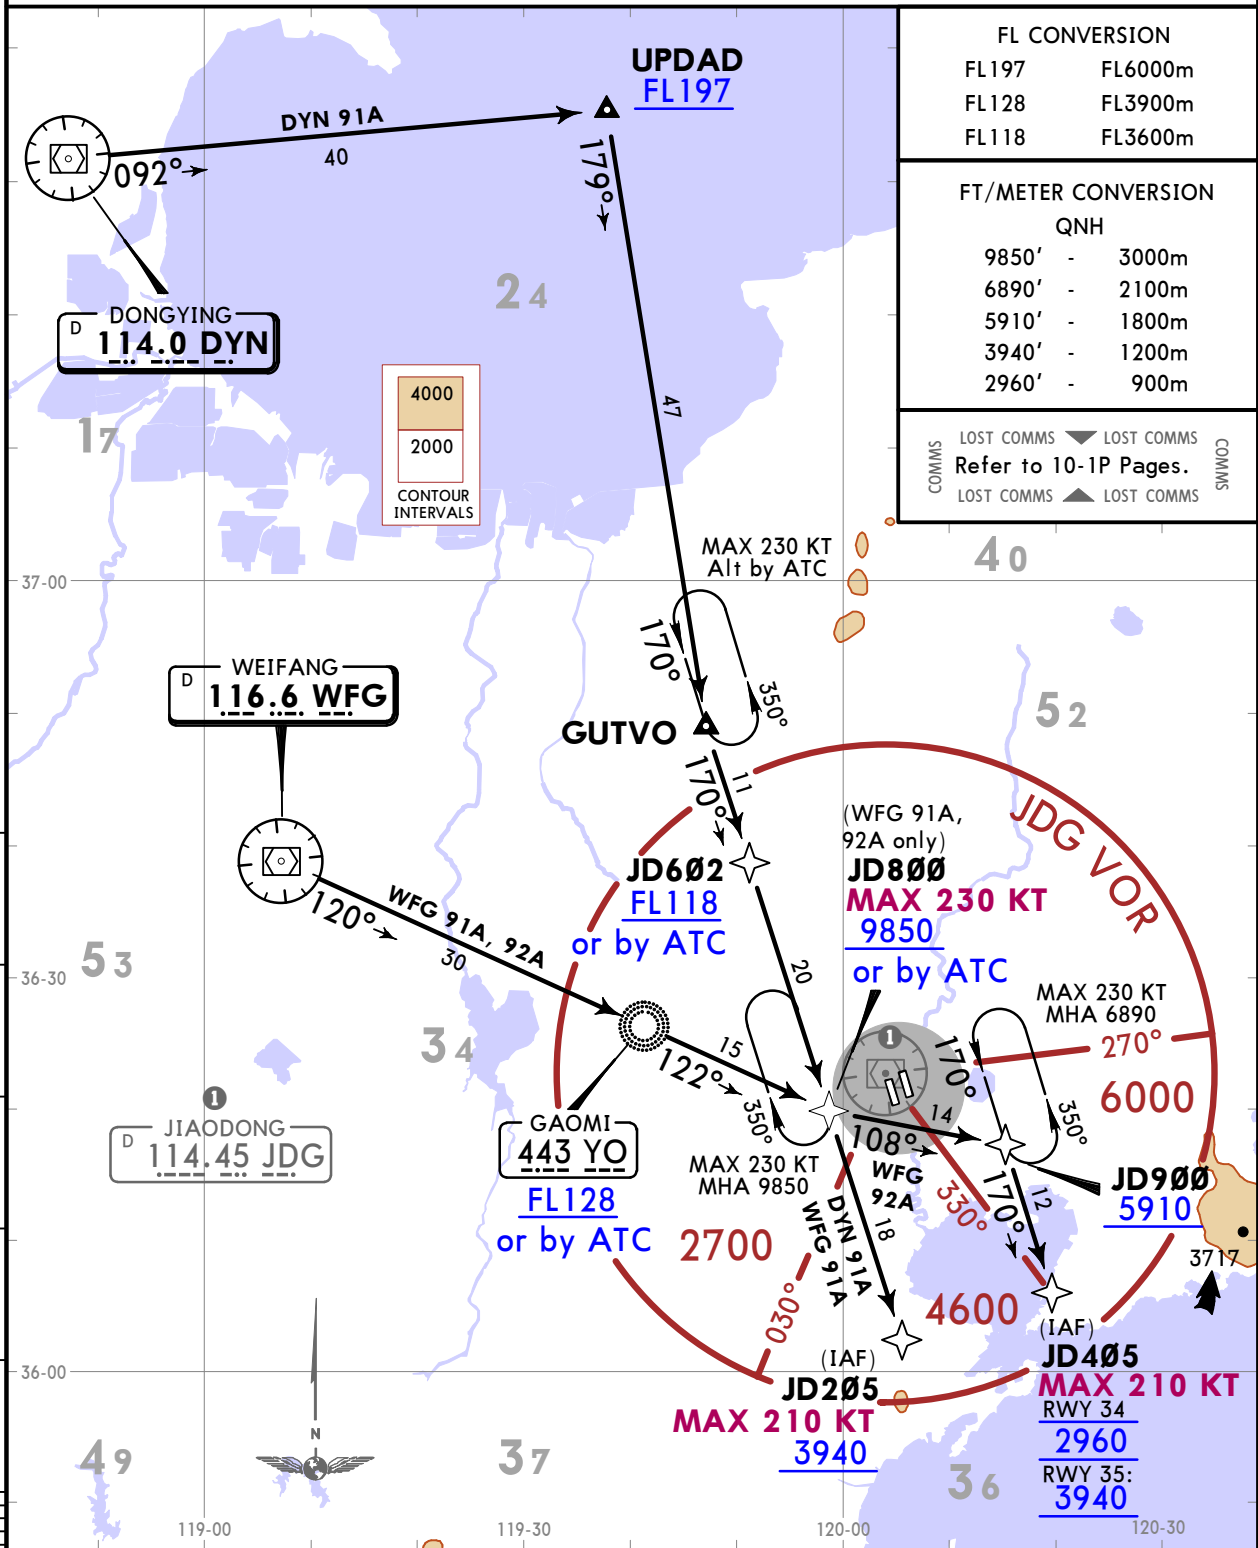 FL CONVERSION
FL197 FL6000m
FL128 FL3900m
FL118 FL3600m
FT/METER CONVERSION
QNH
9850' - 3000m
6890' - 2100m
5910' - 1800m
3940' - 1200m
2960' - 900m
LOST COMMS LOST COMMS
COMMS
Refer to 10-1P Pages.
COMMS
LOST COMMS LOST COMMS
UPDAD
FL197
DYN 91A
40
092°
179°
DONGYING
D 114.0 DYN
24
17
4000
2000
CONTOUR
INTERVALS
47
MAX 230 KT
Alt by ATC
40
37-00
170°
350°
WEIFANG
D 116.6 WFG
GUTVO
52
170°
11
JDG VOR
(WFG 91A,
92A only)
JD8ØØ
MAX 230 KT
9850
or by ATC
JD6Ø2
FL118
or by ATC
120°
WFG 91A, 92A
30
53
20
36-30
MAX 230 KT
MHA 6890
270°
6000
34
15
122°
350°
1
170°
14
108°
350°
1
JIAODONG
D 114.45 JDG
GAOMI
443 YO
FL128
or by ATC
MAX 230 KT
MHA 9850
WFG
92A
330°
170°
12
JD9ØØ
5910
2700
DYN 91A
WFG 91A
18
3717
030°
4600
N
36-00
(IAF)
JD2Ø5
MAX 210 KT
3940
(IAF)
JD4Ø5
MAX 210 KT
RWY 34
2960
RWY 35:
3940
49
37
36
119-00
119-30
120-00
120-30